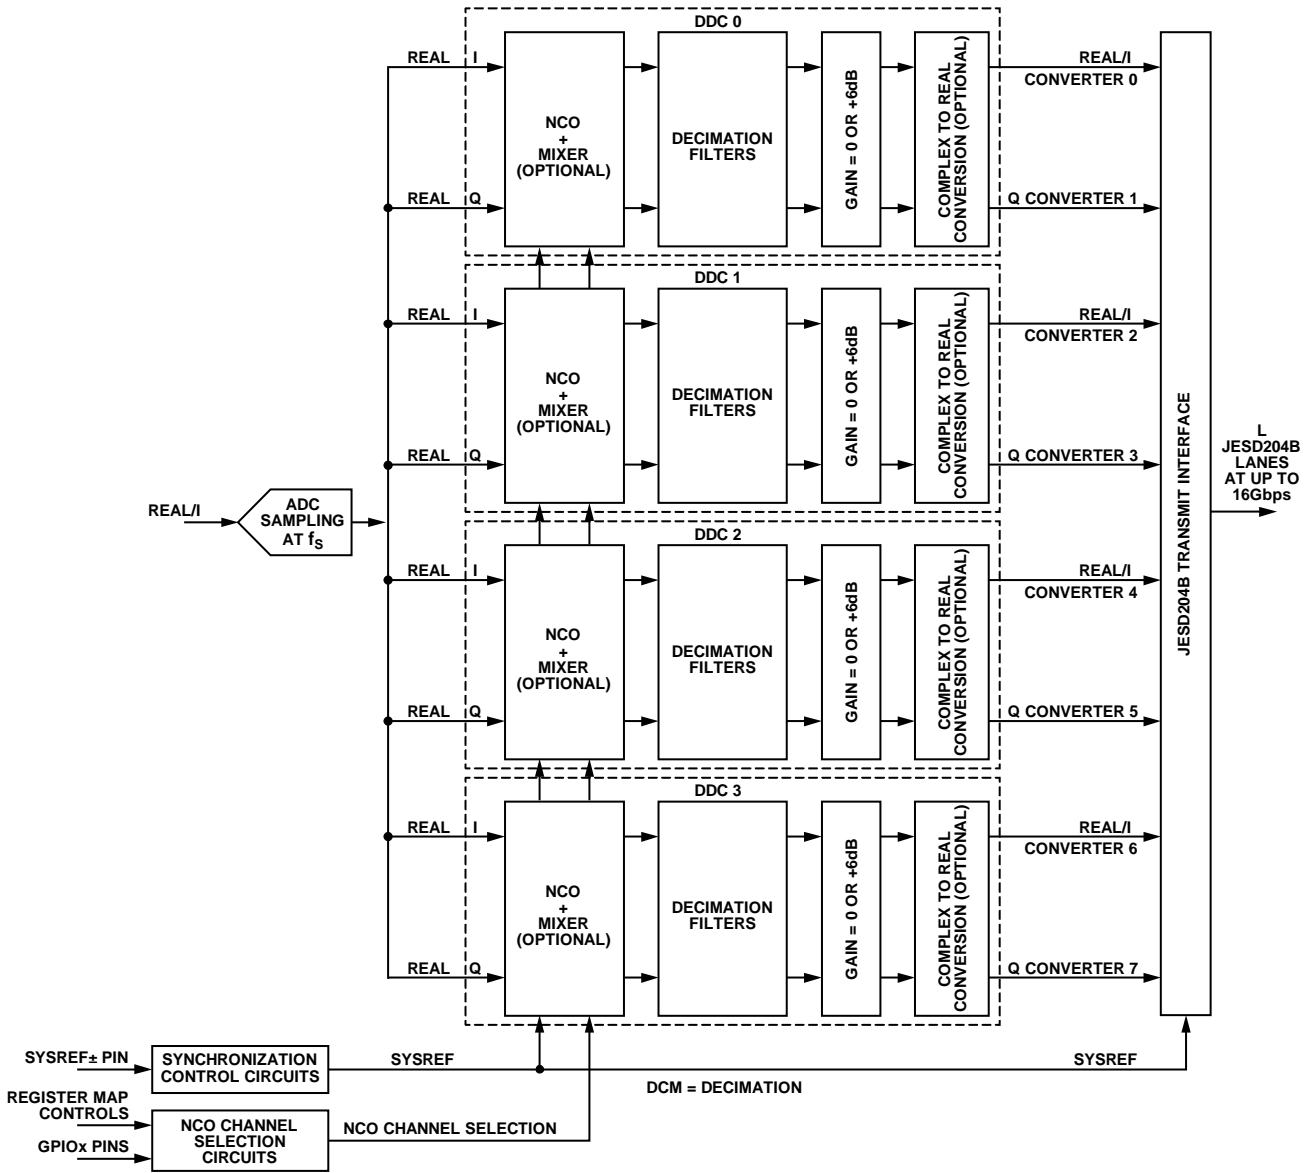 DDC 0
REAL I
NCO
+
MIXER
(OPTIONAL)
DECIMATION
FILTERS
GAIN = 0 OR +6dB
COMPLEX TO REAL
CONVERSION (OPTIONAL)
REAL/I
CONVERTER 0
REAL Q
Q CONVERTER 1
DDC 1
REAL I
NCO
+
MIXER
(OPTIONAL)
DECIMATION
FILTERS
GAIN = 0 OR +6dB
COMPLEX TO REAL
CONVERSION (OPTIONAL)
REAL/I
CONVERTER 2
REAL Q
Q CONVERTER 3
REAL/I
ADC
SAMPLING
AT fS
DDC 2
REAL I
NCO
+
MIXER
(OPTIONAL)
DECIMATION
FILTERS
GAIN = 0 OR +6dB
COMPLEX TO REAL
CONVERSION (OPTIONAL)
REAL/I
CONVERTER 4
REAL Q
Q CONVERTER 5
DDC 3
REAL I
NCO
+
MIXER
(OPTIONAL)
DECIMATION
FILTERS
GAIN = 0 OR +6dB
COMPLEX TO REAL
CONVERSION (OPTIONAL)
REAL/I
CONVERTER 6
REAL Q
Q CONVERTER 7
JESD204B TRANSMIT INTERFACE
L
JESD204B
LANES
AT UP TO
16Gbps
SYSREF± PIN
SYNCHRONIZATION
CONTROL CIRCUITS
SYSREF
SYSREF
DCM = DECIMATION
REGISTER MAP
CONTROLS
GPIOx PINS
NCO CHANNEL
SELECTION
CIRCUITS
NCO CHANNEL SELECTION